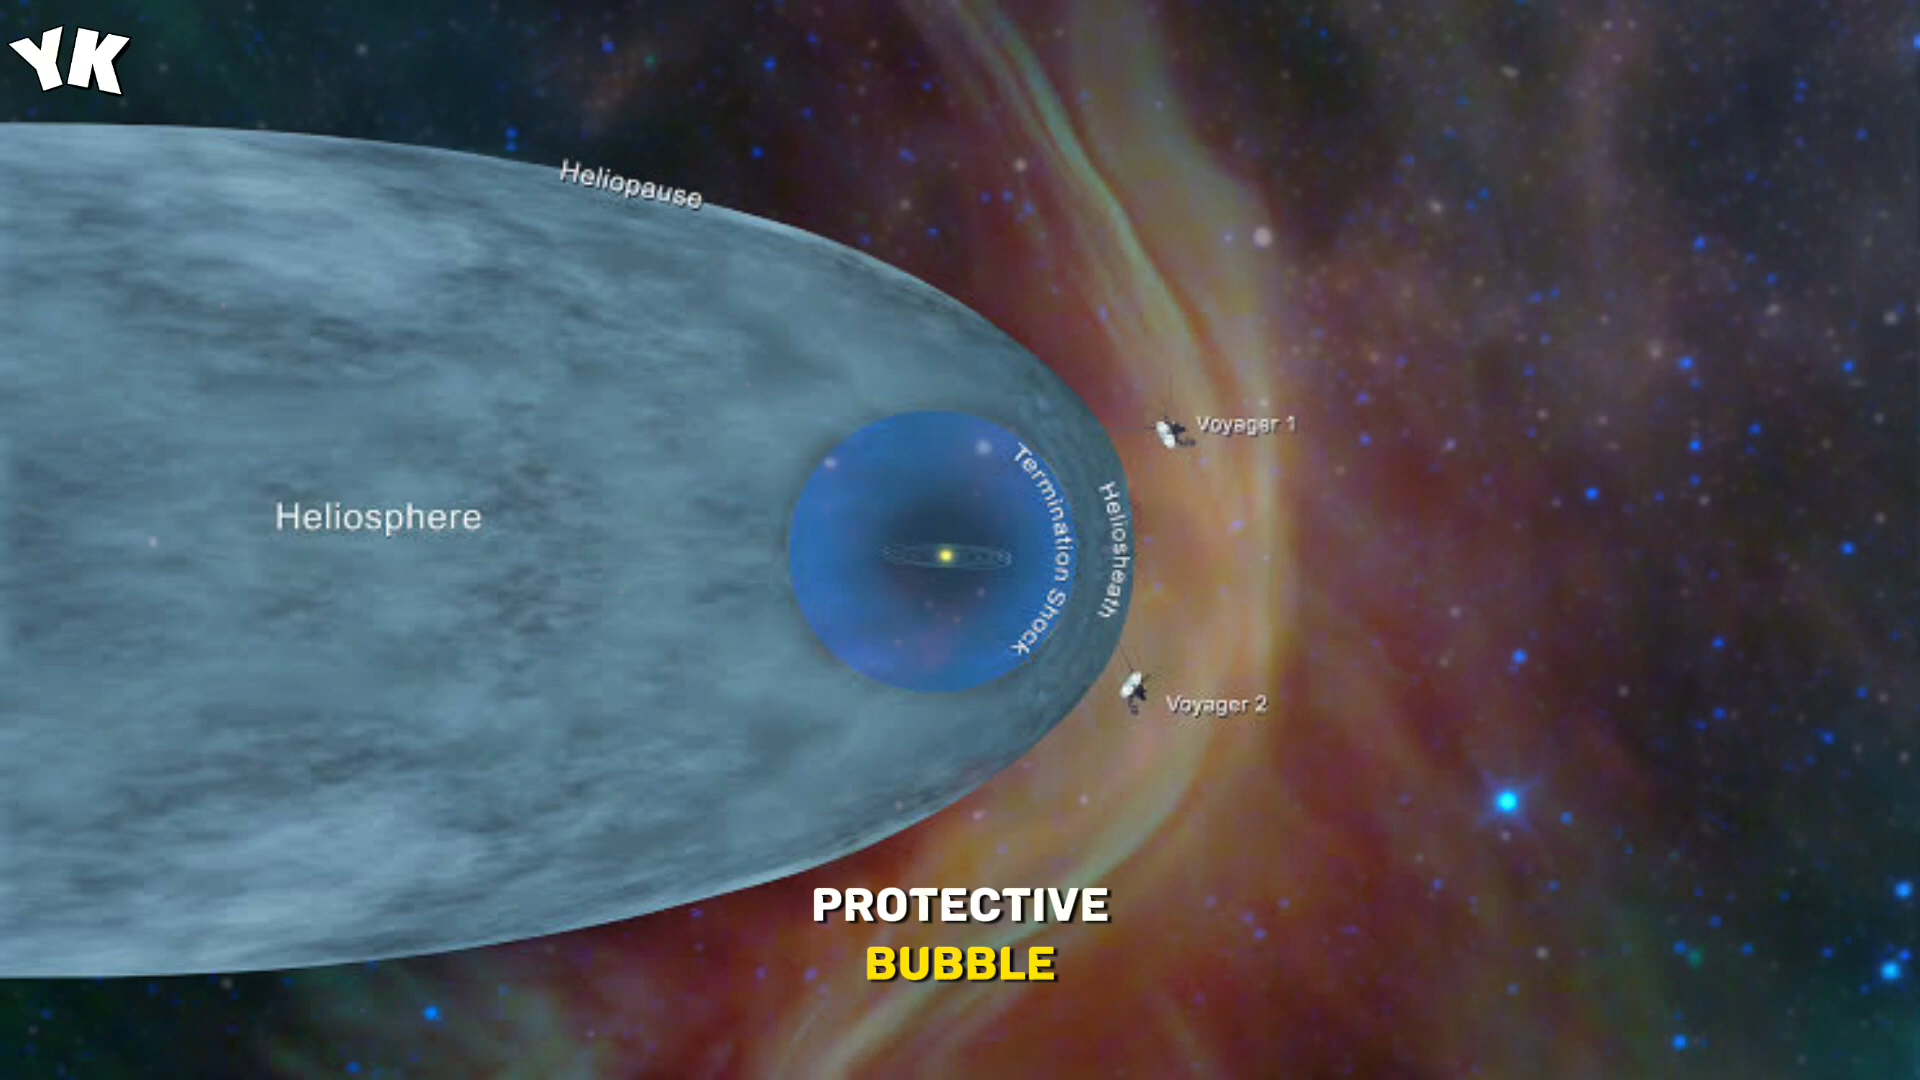 YK
Heliopause
Voyager 1
Termination Shock
Heliosheath
Heliosphere
Voyager 2
PROTECTIVE
BUBBLE